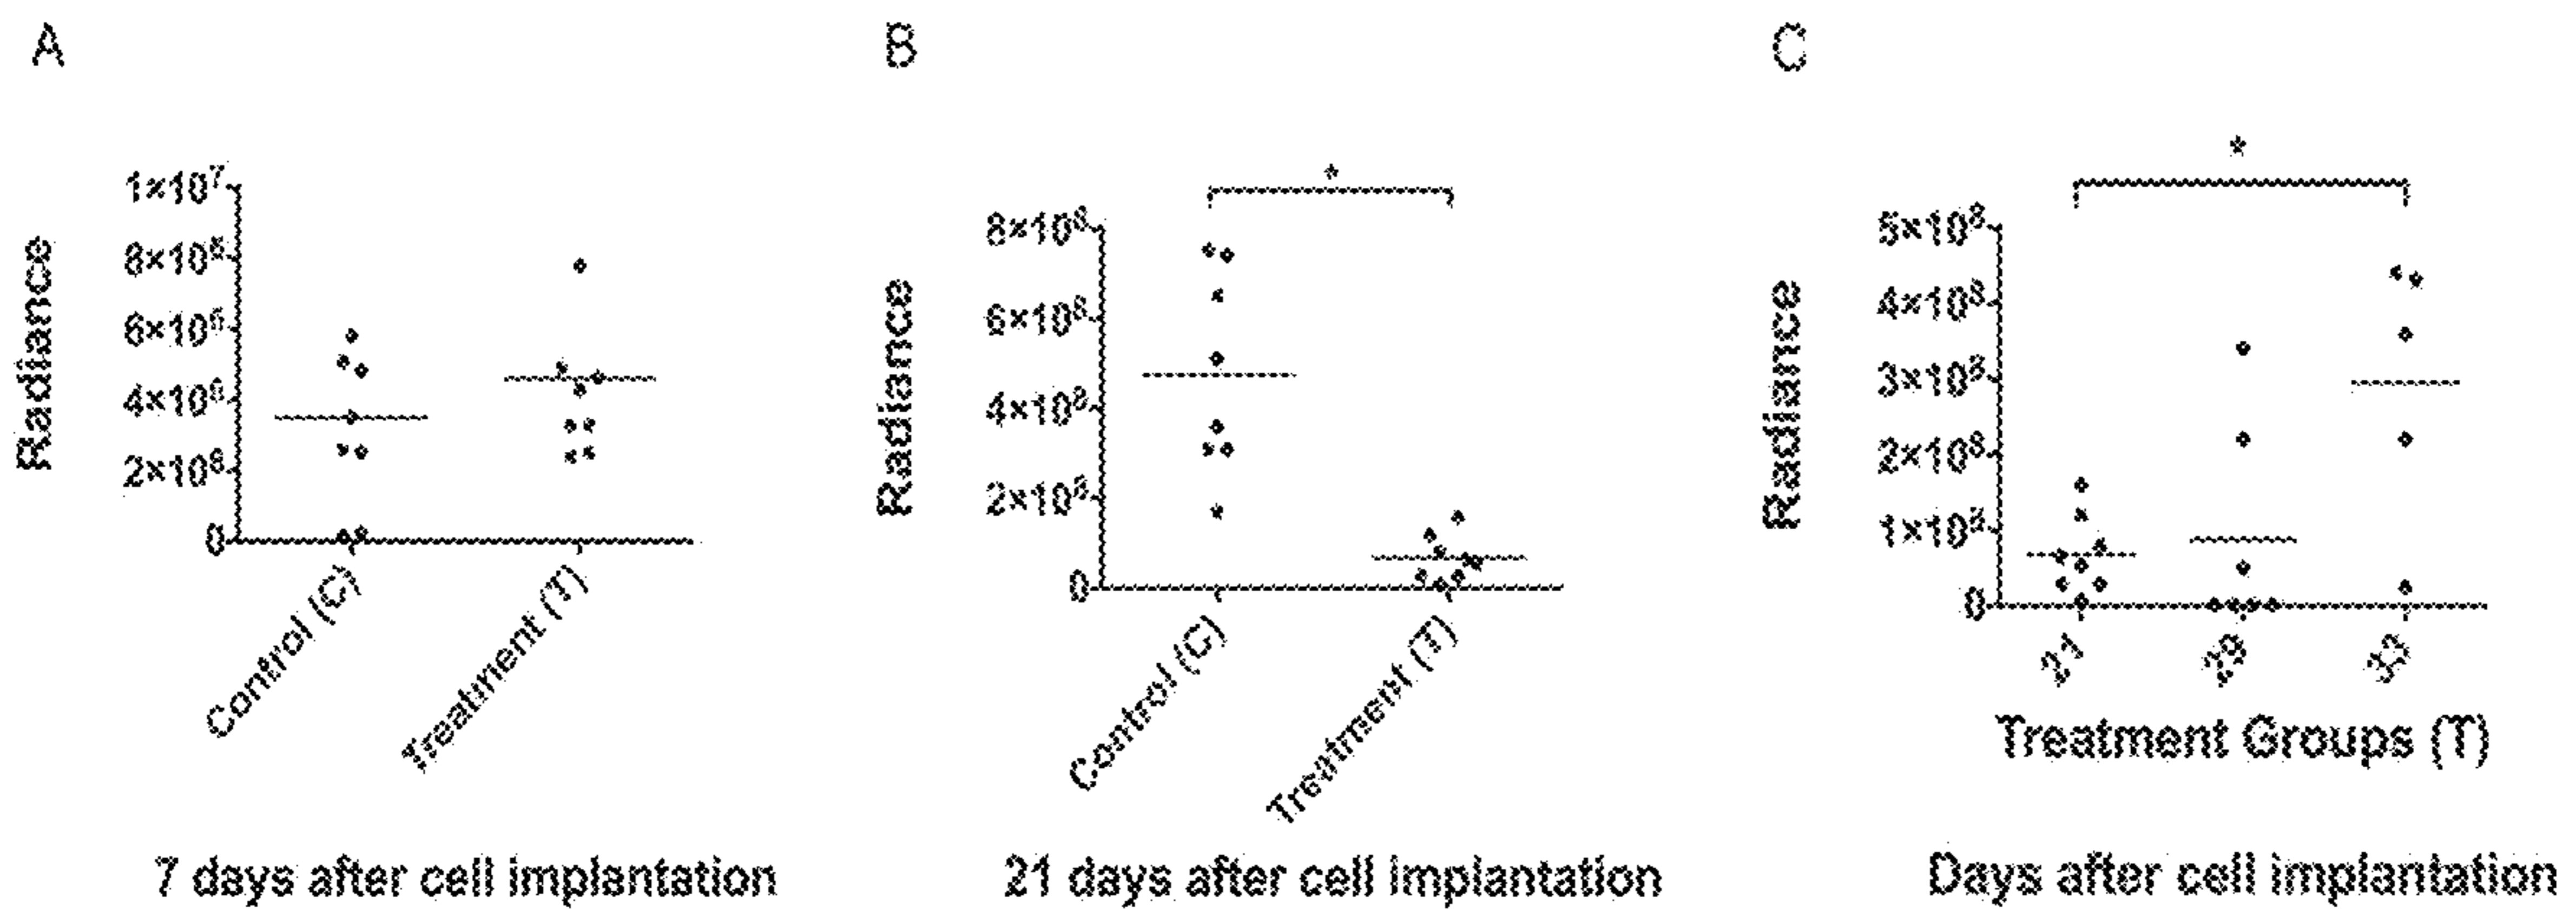 A
Radiance
1×10⁷
8×10⁶
6×10⁶
4×10⁶
2×10⁶
0
Control (C)
Treatment (T)
7 days after cell implantation
B
*
Radiance
8×10⁸
6×10⁸
4×10⁸
2×10⁸
0
Control (C)
Treatment (T)
21 days after cell implantation
C
*
Radiance
5×10⁸
4×10⁸
3×10⁸
2×10⁸
1×10⁸
0
21
29
33
Treatment Groups (T)
Days after cell implantation